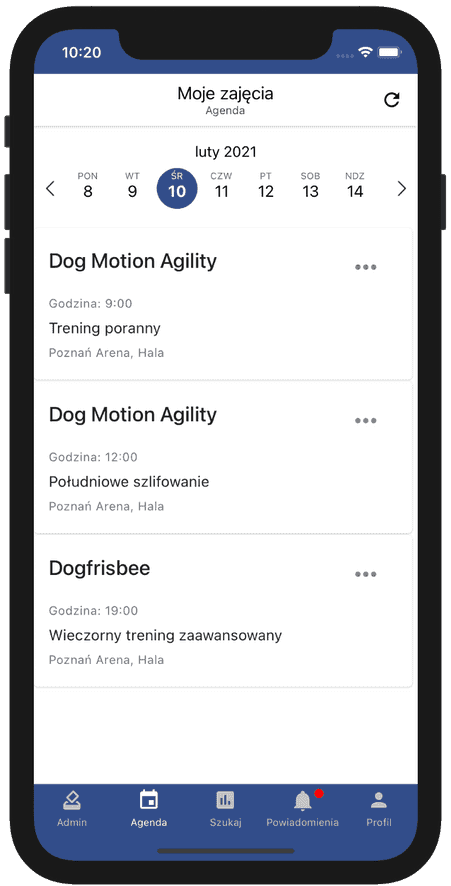 10:20
Moje zajęcia
Agenda
luty 2021
PON WT ŚR CZW PT SOB NDZ
8 9 10 11 12 13 14
Dog Motion Agility
Godzina: 9:00
Trening poranny
Poznań Arena, Hala
Dog Motion Agility
Godzina: 12:00
Południowe szlifowanie
Poznań Arena, Hala
Dogfrisbee
Godzina: 19:00
Wieczorny trening zaawansowany
Poznań Arena, Hala
Admin Agenda Szukaj Powiadomienia Profil